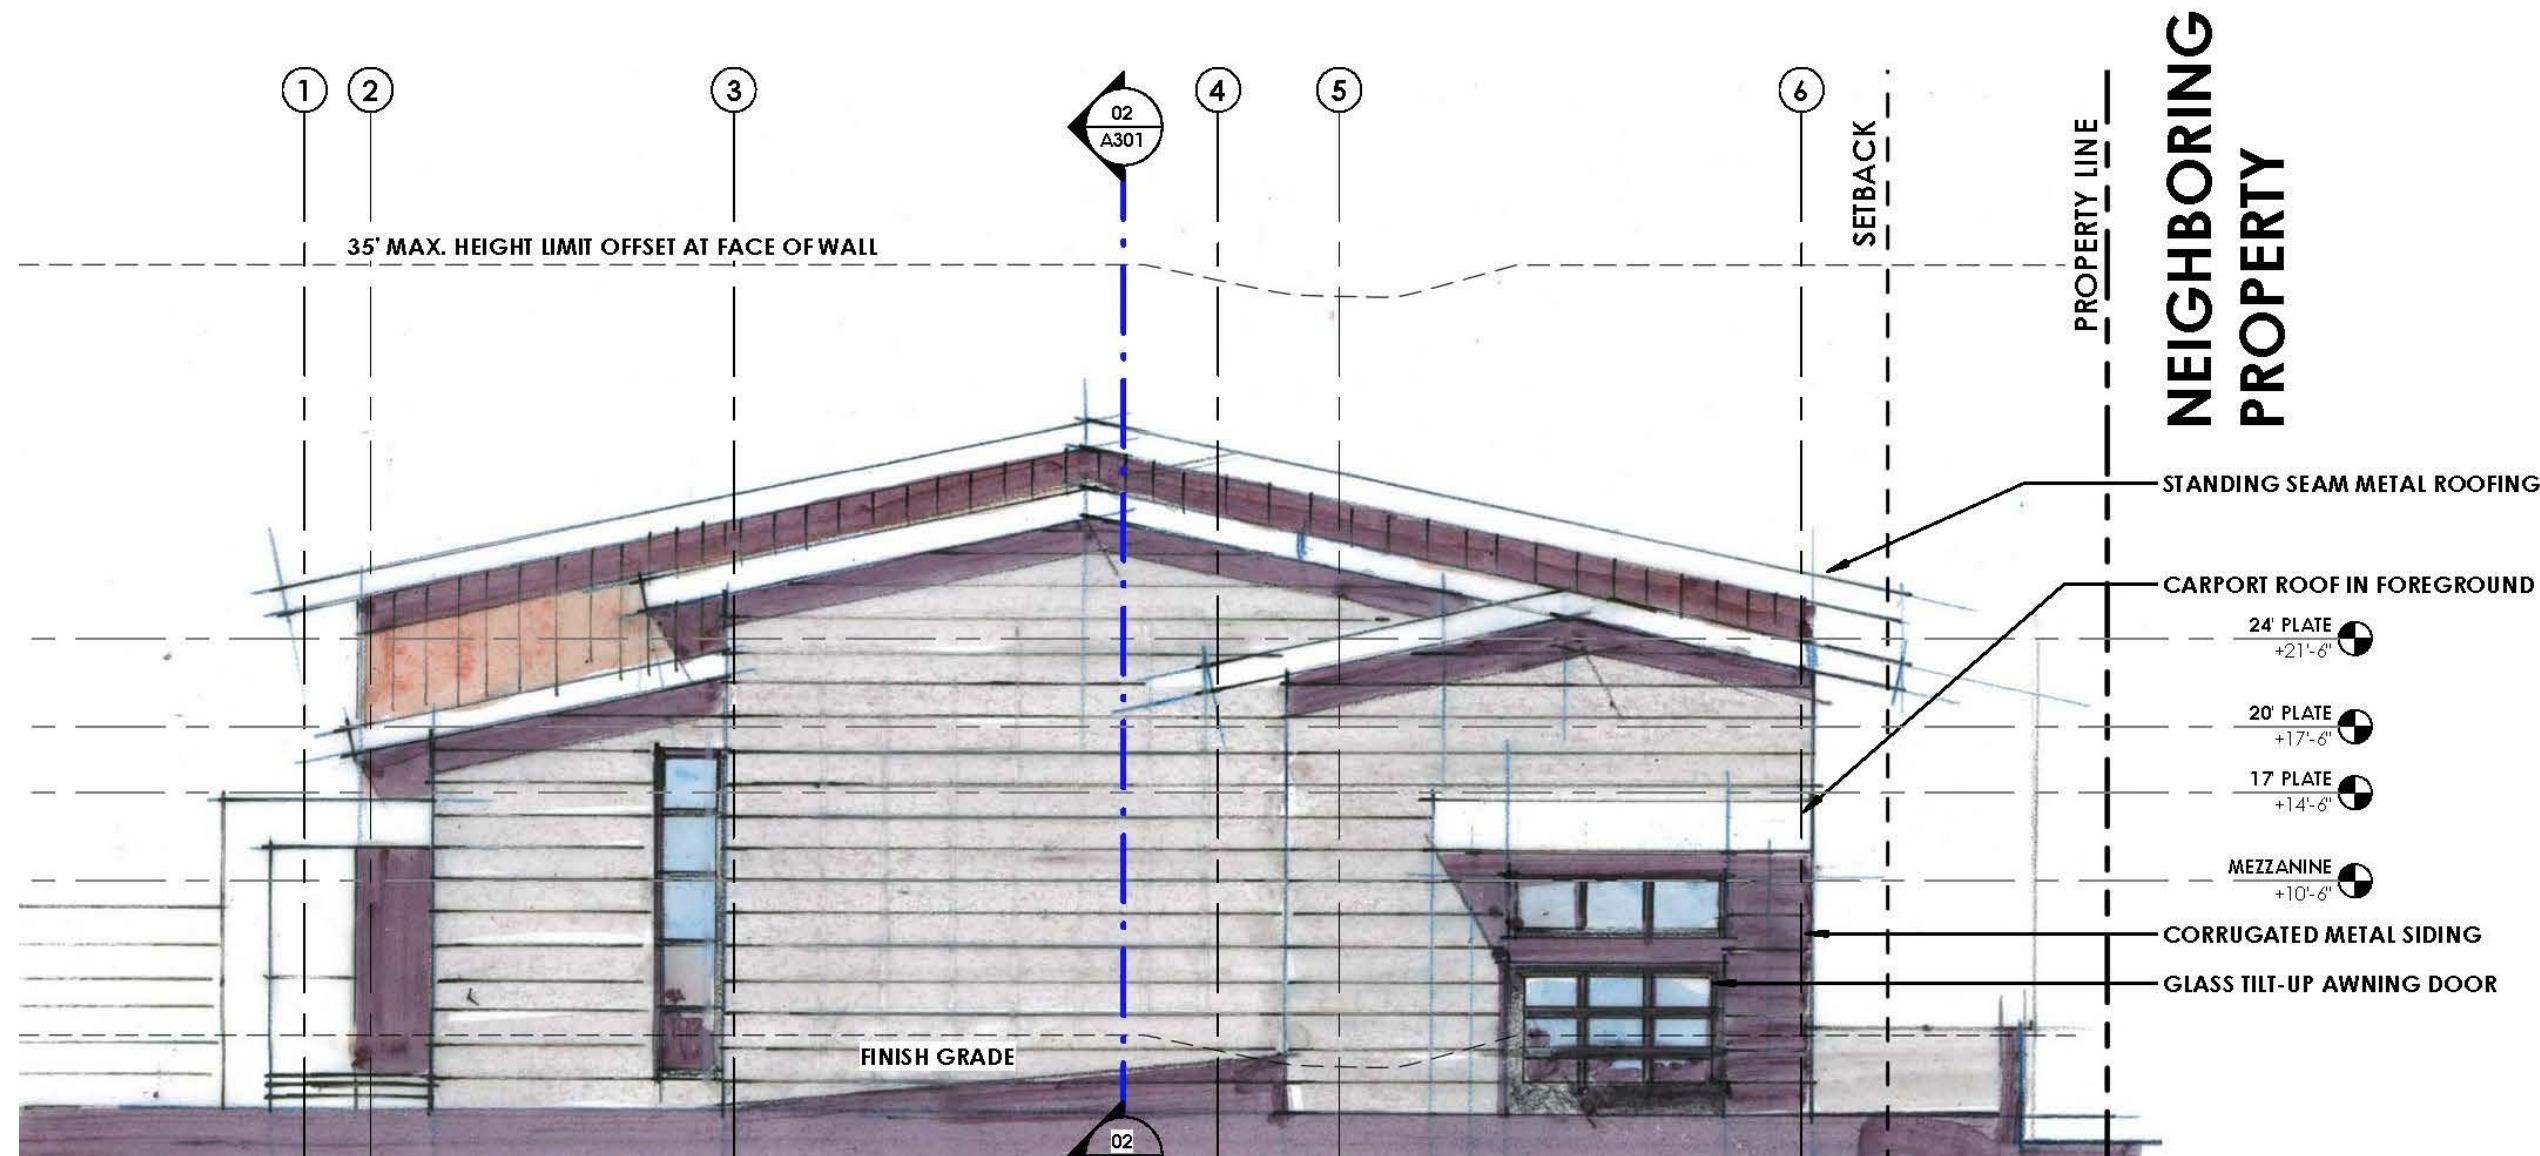 1
2
3
02
A301
4
5
6
SETBACK
PROPERTY LINE
NEIGHBORING
PROPERTY
35' MAX. HEIGHT LIMIT OFFSET AT FACE OF WALL
STANDING SEAM METAL ROOFING
CARPORT ROOF IN FOREGROUND
24' PLATE
+21'-6"
20' PLATE
+17'-6"
17' PLATE
+14'-6"
MEZZANINE
+10'-6"
CORRUGATED METAL SIDING
GLASS TILT-UP AWNING DOOR
FINISH GRADE
02